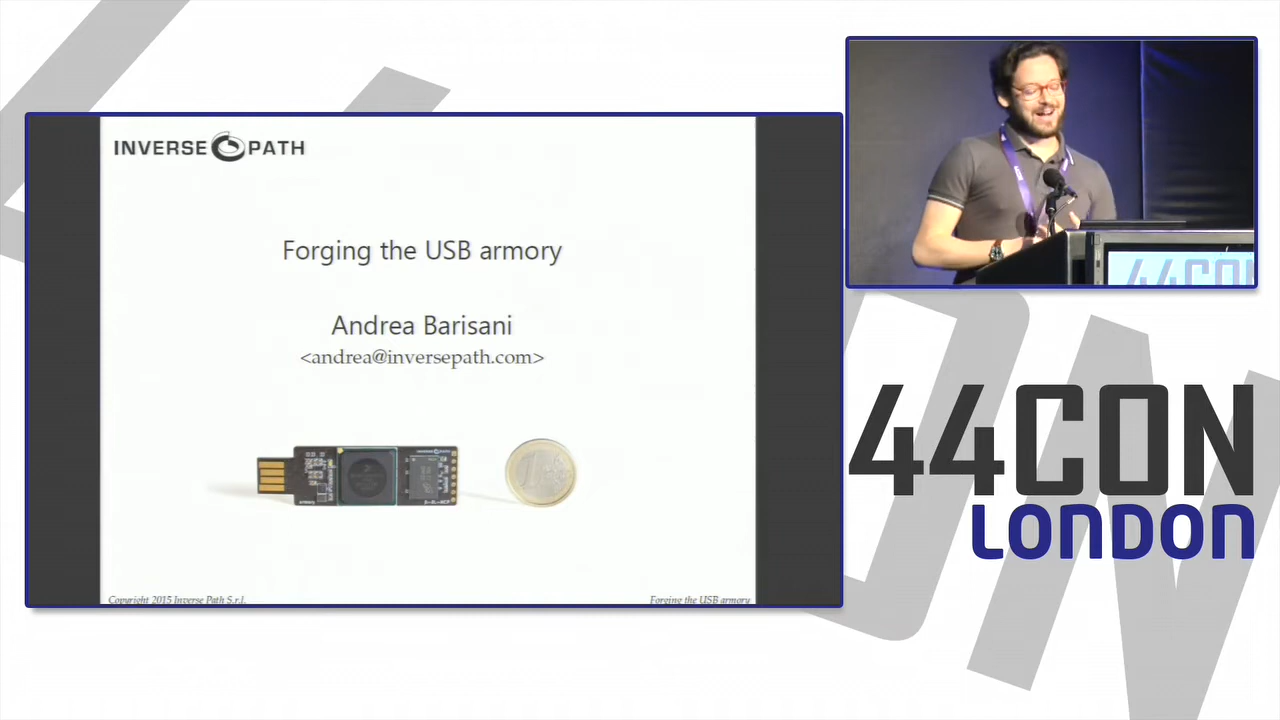 INVERSE PATH
Forging the USB armory
Andrea Barisani
<andrea@inversepath.com>
Copyright 2015 Inverse Path S.r.l.
Forging the USB armory
44CON
44CON
LONDON